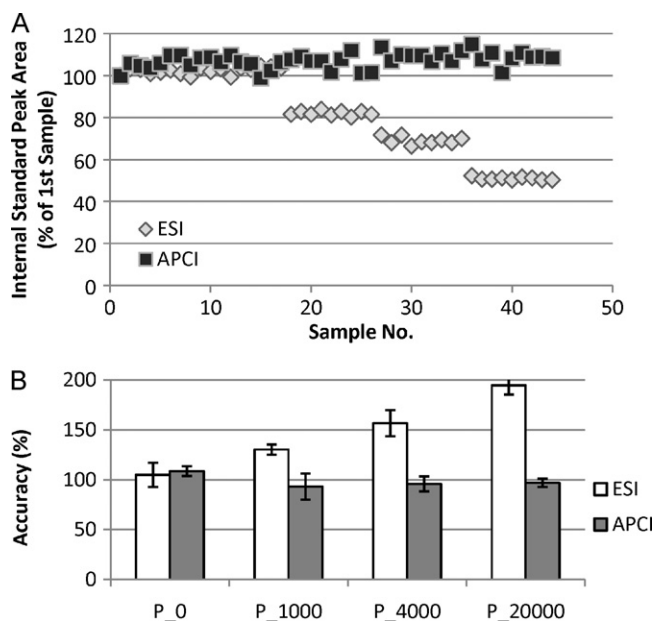 A
Internal Standard Peak Area
(% of 1st Sample)
120
100
80
60
40
20
0
ESI
APCI
0 10 20 30 40 50
Sample No.
B
Accuracy (%)
200
150
100
50
0
ESI
APCI
P_0 P_1000 P_4000 P_20000